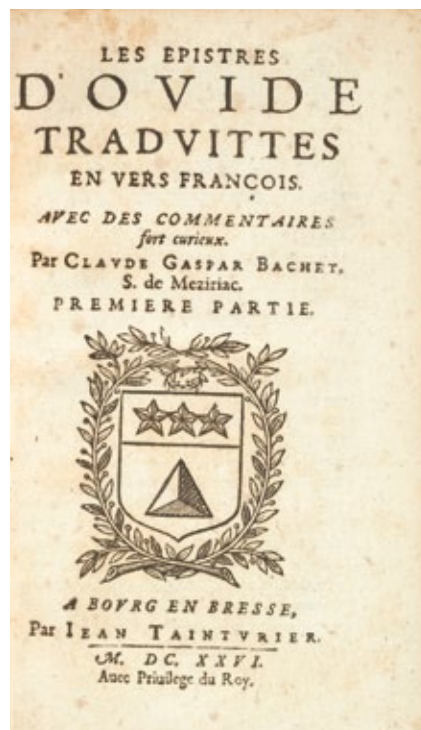 LES EPISTRES
D'OVIDE
TRADVITTES
EN VERS FRANÇOIS.
AVEC DES COMMENTAIRES
fort curieux.
Par CLAVDE GASPAR BACHET,
S. de Meziriac.
PREMIERE PARTIE.
A BOVRG EN BRESSE,
Par IEAN TAINTVRIER.
M. DC. XXVI.
Auec Priuilege du Roy.